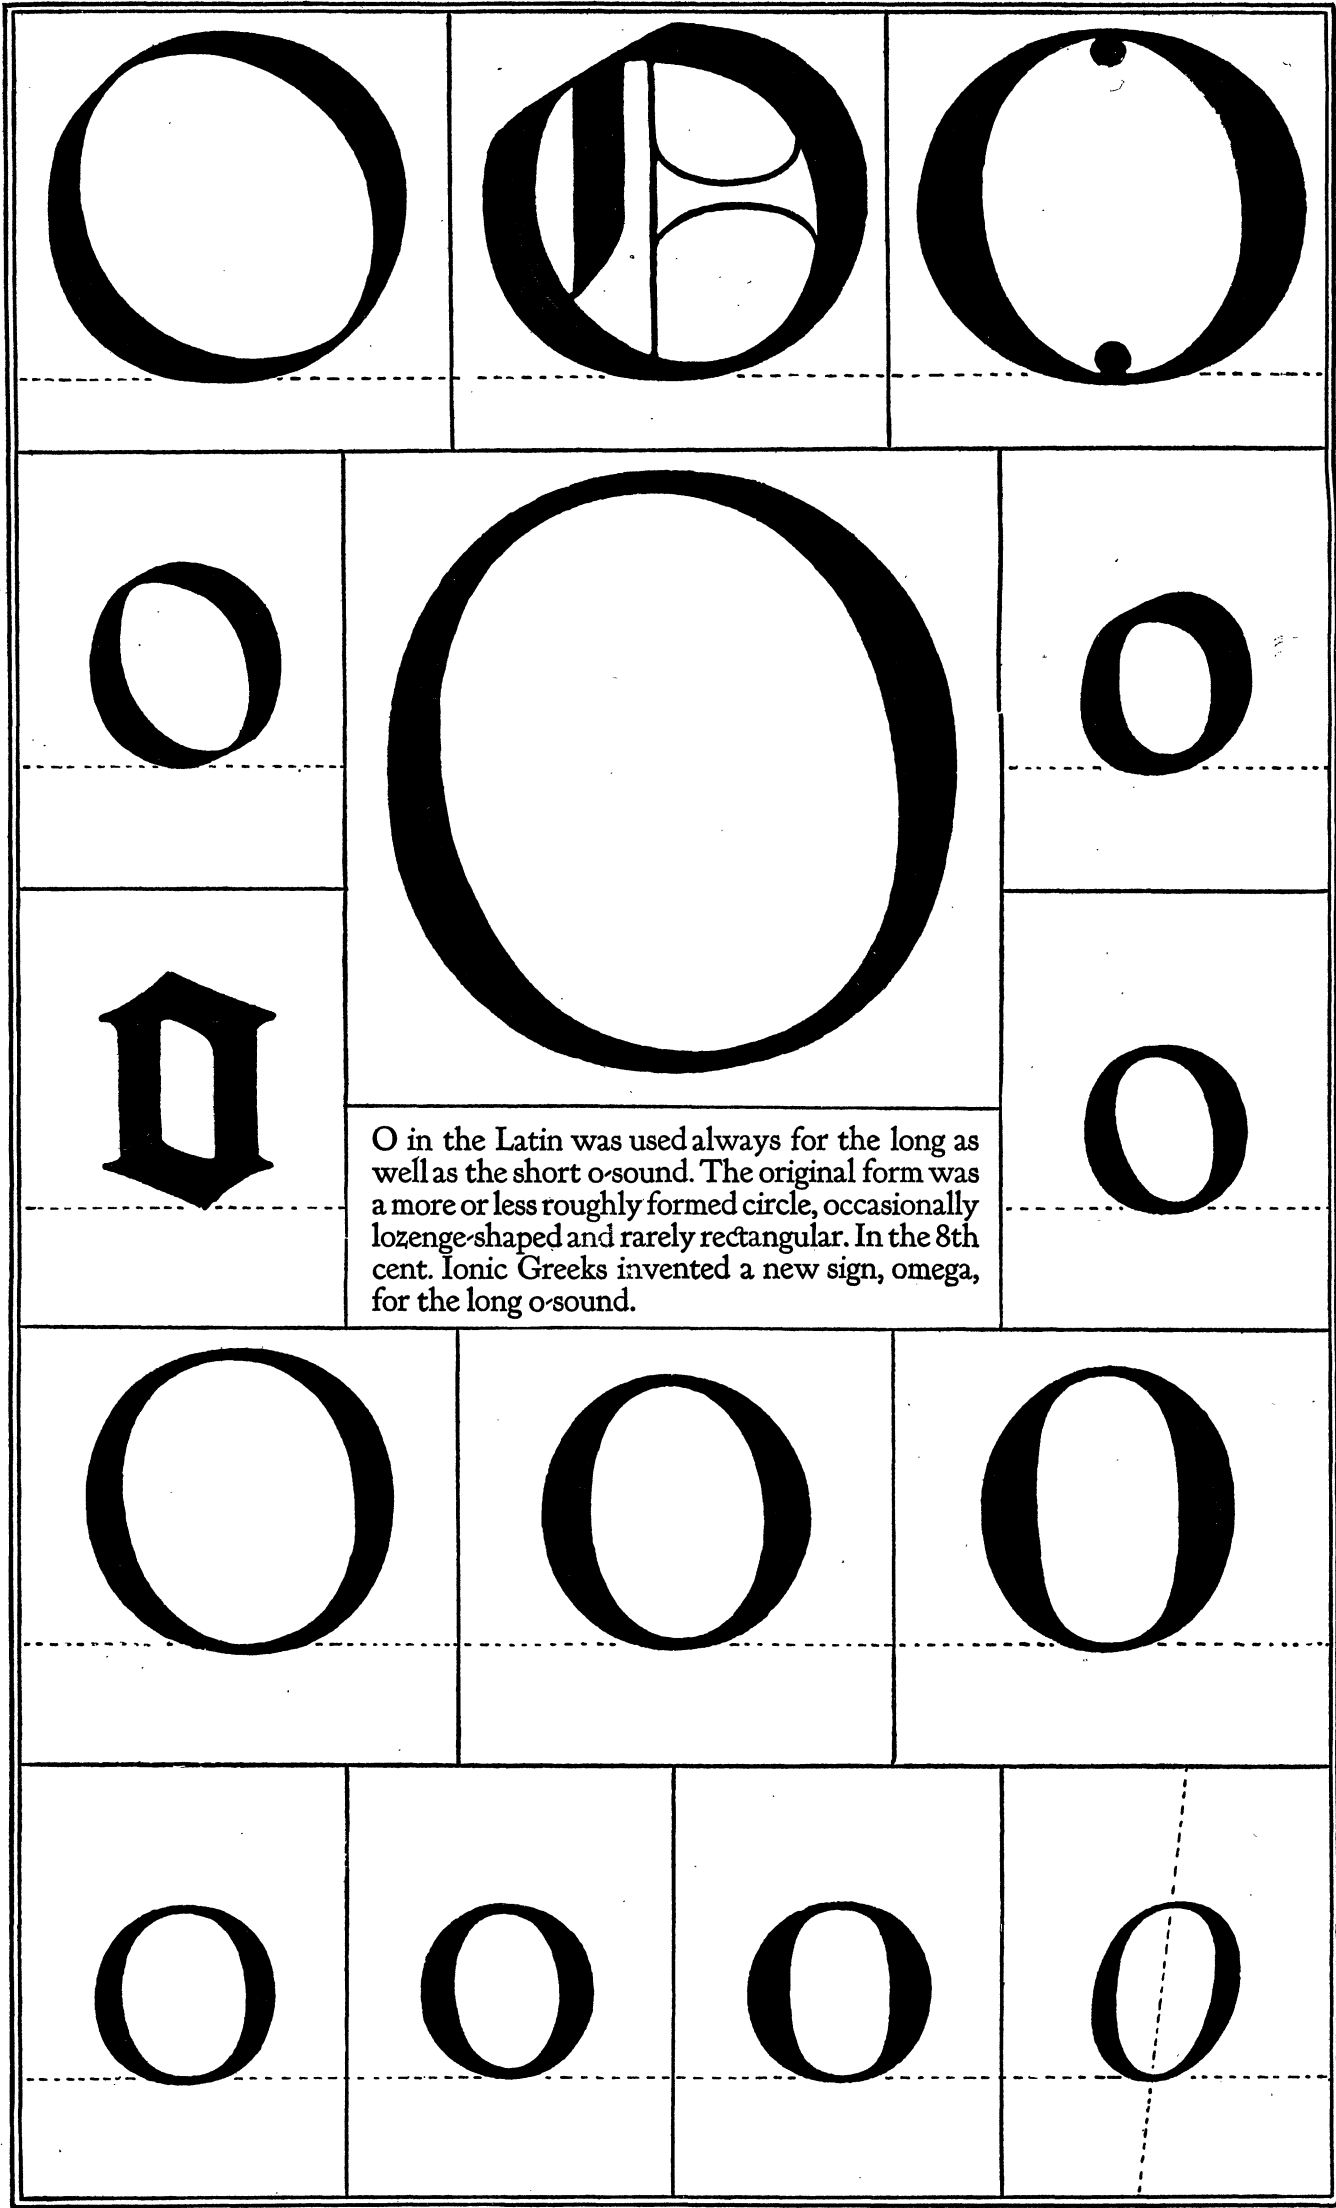 O
O
O
o
O
o
o
o
O in the Latin was used always for the long as
well as the short o-sound. The original form was
a more or less roughly formed circle, occasionally
lozenge-shaped and rarely rectangular. In the 8th
cent. Ionic Greeks invented a new sign, omega,
for the long o-sound.
O
O
O
o
o
o
o